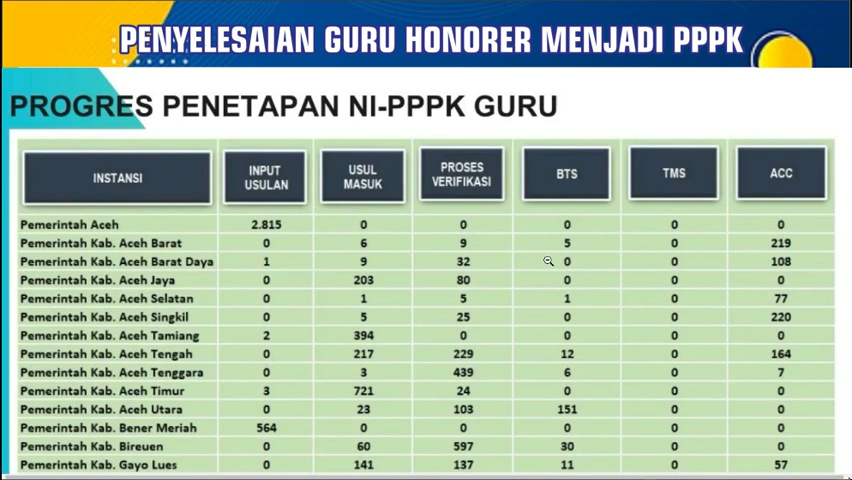 PENYELESAIAN GURU HONORER MENJADI PPPK
PROGRES PENETAPAN NI-PPPK GURU
INSTANSI INPUT USULAN USUL MASUK PROSES VERIFIKASI BTS TMS ACC
Pemerintah Aceh 2.815 0 0 0 0 0
Pemerintah Kab. Aceh Barat 0 6 9 5 0 219
Pemerintah Kab. Aceh Barat Daya 1 9 32 0 0 108
Pemerintah Kab. Aceh Jaya 0 203 80 0 0 0
Pemerintah Kab. Aceh Selatan 0 1 5 1 0 77
Pemerintah Kab. Aceh Singkil 0 5 25 0 0 220
Pemerintah Kab. Aceh Tamiang 2 394 0 0 0 0
Pemerintah Kab. Aceh Tengah 0 217 229 12 0 164
Pemerintah Kab. Aceh Tenggara 0 3 439 6 0 7
Pemerintah Kab. Aceh Timur 3 721 24 0 0 0
Pemerintah Kab. Aceh Utara 0 23 103 151 0 0
Pemerintah Kab. Bener Meriah 564 0 0 0 0 0
Pemerintah Kab. Bireuen 0 60 597 30 0 0
Pemerintah Kab. Gayo Lues 0 141 137 11 0 57